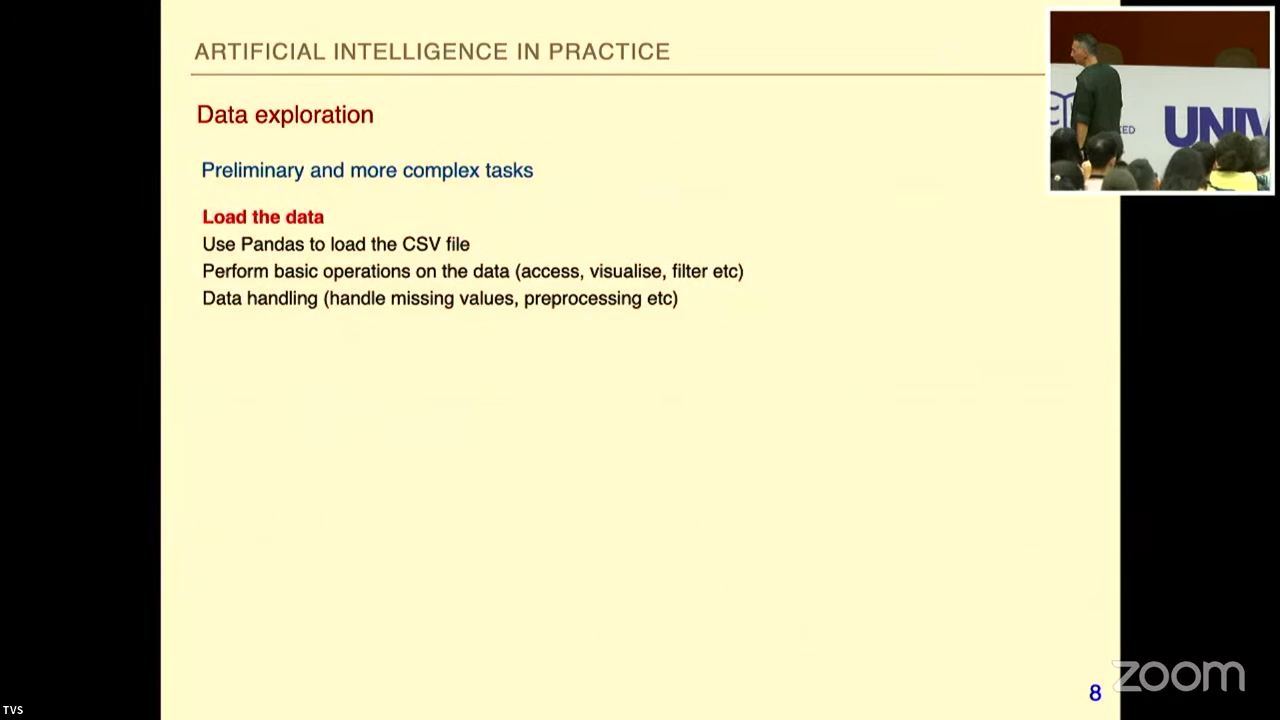 ARTIFICIAL INTELLIGENCE IN PRACTICE
Data exploration
Preliminary and more complex tasks
Load the data
Use Pandas to load the CSV file
Perform basic operations on the data (access, visualise, filter etc)
Data handling (handle missing values, preprocessing etc)
8
UNIV
zoom
TVS